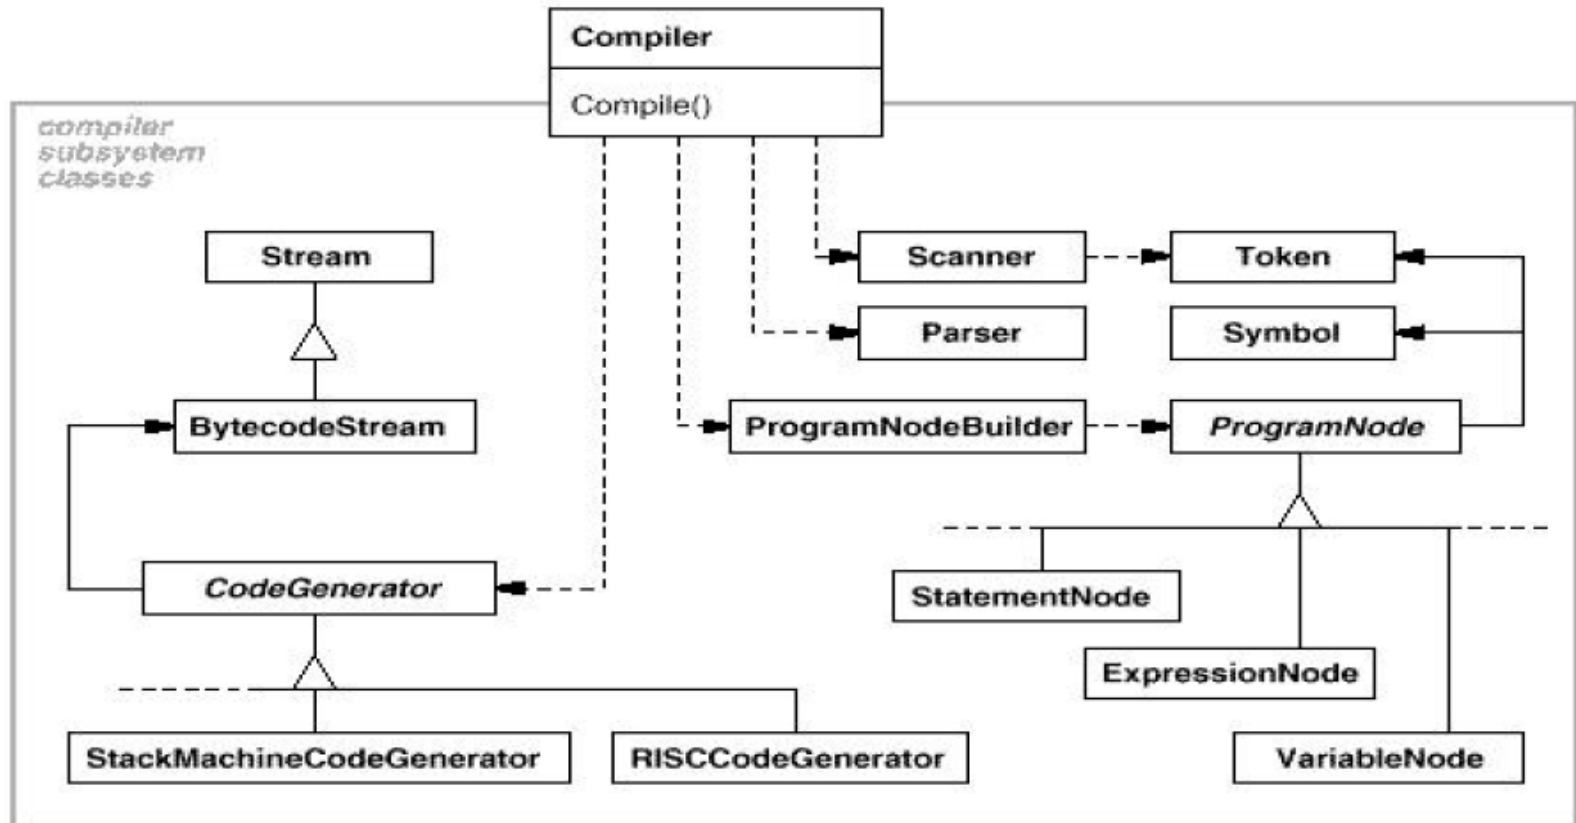 Compiler
Compile()
compiler
subsystem
classes
Stream
Scanner
Token
Parser
Symbol
BytecodeStream
ProgramNodeBuilder
ProgramNode
CodeGenerator
StatementNode
ExpressionNode
StackMachineCodeGenerator
RISCCodeGenerator
VariableNode